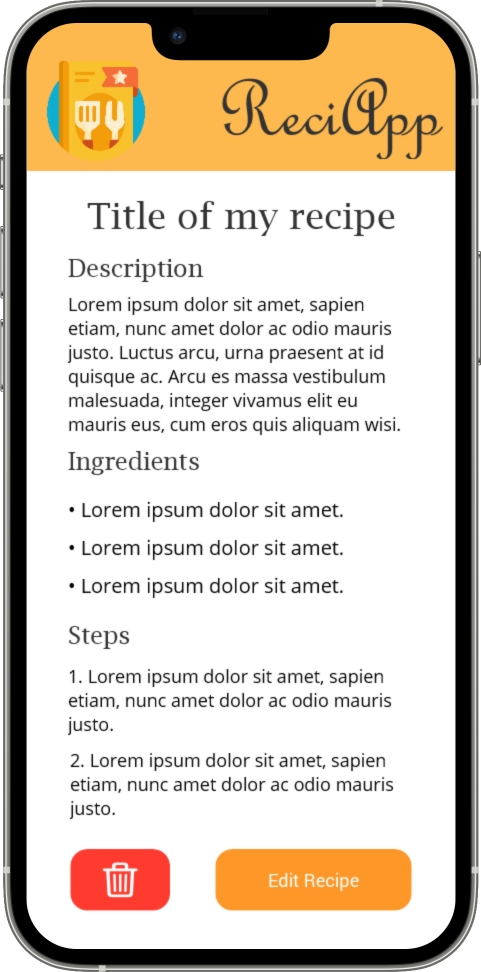 ReciApp
Title of my recipe
Description
Lorem ipsum dolor sit amet, sapien
etiam, nunc amet dolor ac odio mauris
justo. Luctus arcu, urna praesent at id
quisque ac. Arcu es massa vestibulum
malesuada, integer vivamus elit eu
mauris eus, cum eros quis aliquam wisi.
Ingredients
• Lorem ipsum dolor sit amet.
• Lorem ipsum dolor sit amet.
• Lorem ipsum dolor sit amet.
Steps
1. Lorem ipsum dolor sit amet, sapien
etiam, nunc amet dolor ac odio mauris
justo.
2. Lorem ipsum dolor sit amet, sapien
etiam, nunc amet dolor ac odio mauris
justo.
Edit Recipe